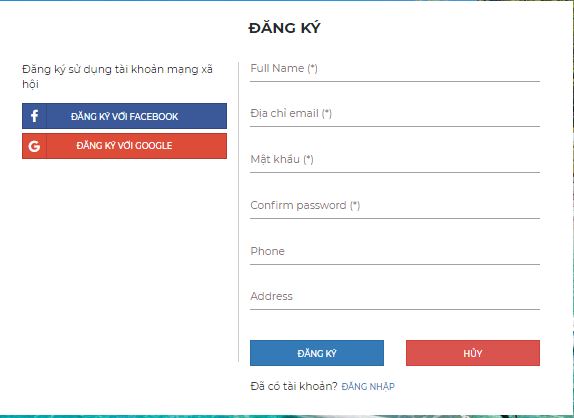 ĐĂNG KÝ
Đăng ký sử dụng tài khoản mạng xã
hội
ĐĂNG KÝ VỚI FACEBOOK
ĐĂNG KÝ VỚI GOOGLE
Full Name (*)
Địa chỉ email (*)
Mật khẩu (*)
Confirm password (*)
Phone
Address
ĐĂNG KÝ
HỦY
Đã có tài khoản? ĐĂNG NHẬP